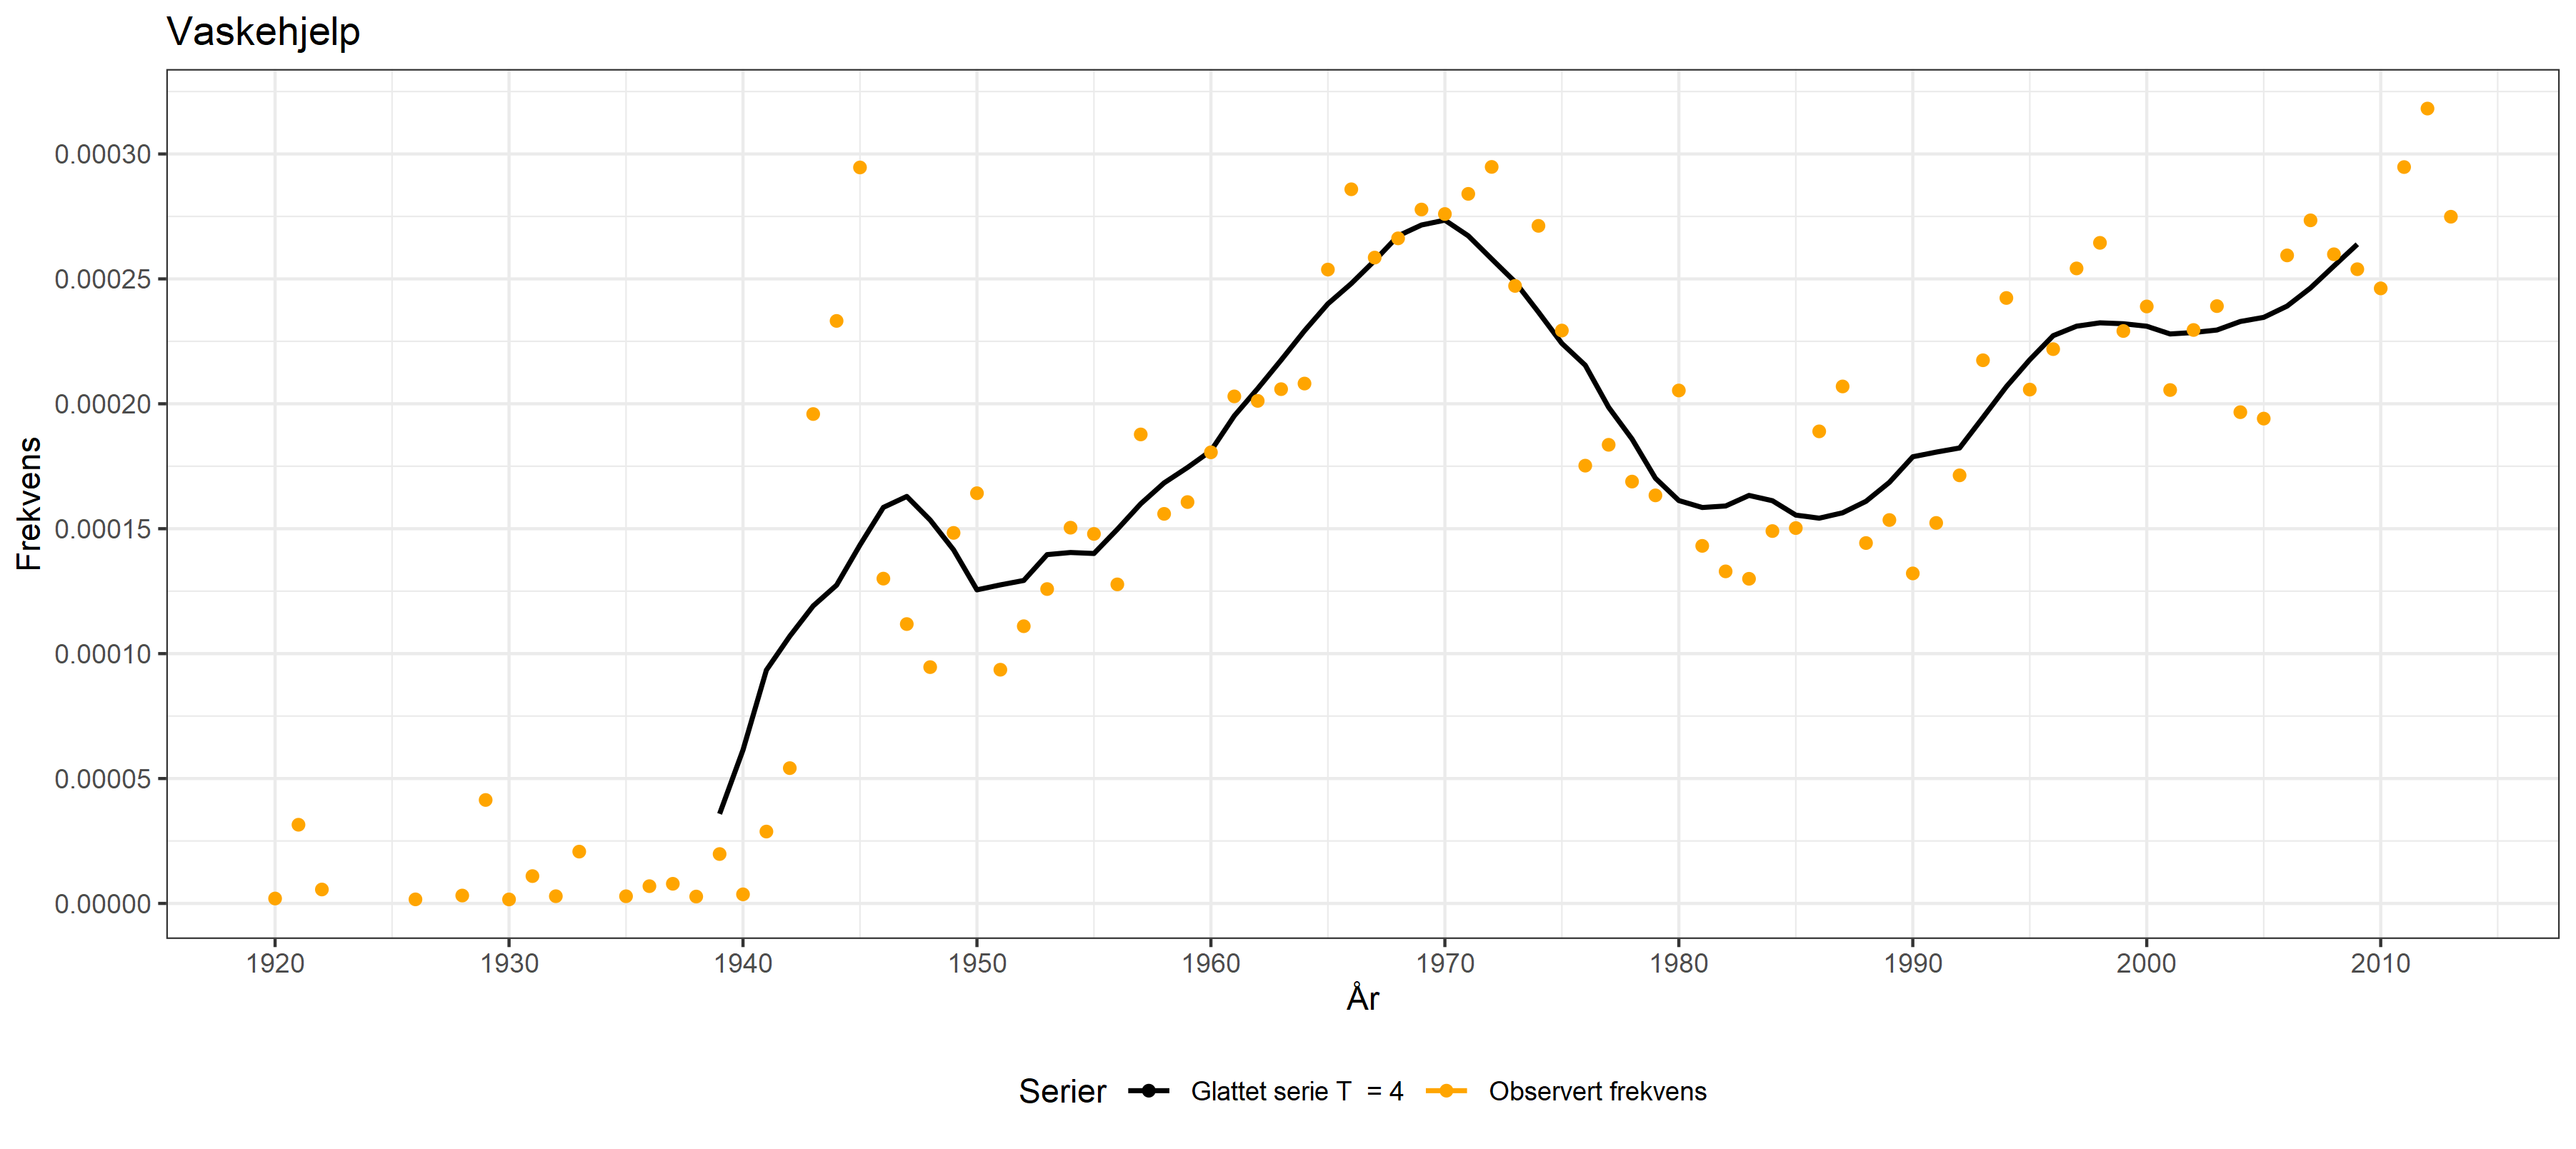 Vaskehjelp
Frekvens
0.00030
0.00025
0.00020
0.00015
0.00010
0.00005
0.00000
1920 1930 1940 1950 1960 1970 1980 1990 2000 2010
År
Serier Glattet serie T = 4 Observert frekvens